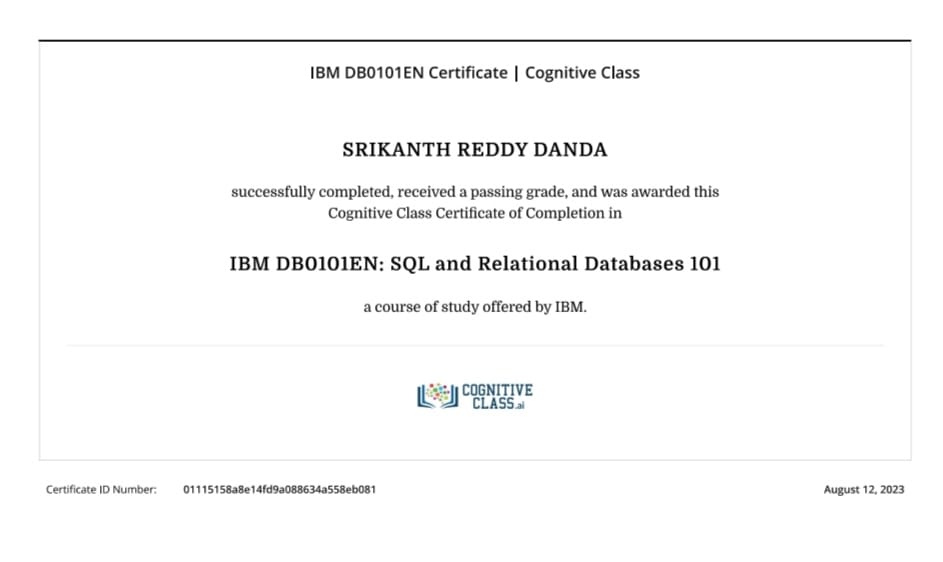 IBM DB0101EN Certificate | Cognitive Class
SRIKANTH REDDY DANDA
successfully completed, received a passing grade, and was awarded this
Cognitive Class Certificate of Completion in
IBM DB0101EN: SQL and Relational Databases 101
a course of study offered by IBM.
COGNITIVE
CLASS.ai
Certificate ID Number: 01115158a8e14fd9a088634a558eb081
August 12, 2023